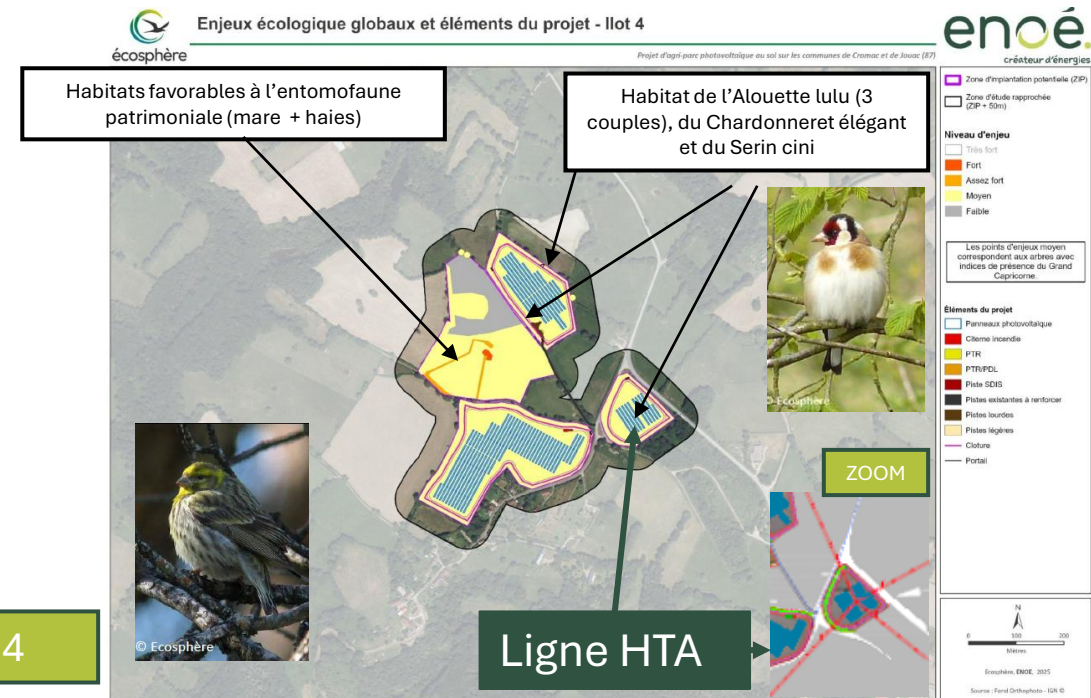 Enjeux écologique globaux et éléments du projet - Ilot 4
écosphère
Projet d'agri-parc photovoltaïque au sol sur les communes de Cromac et de Jouac (87)
enoé.
créateur d'énergies
Habitats favorables à l'entomofaune
patrimoniale (mare + haies)
Habitat de l'Alouette lulu (3
couples), du Chardonneret élégant
et du Serin cini
Zone d'implantation potentielle (ZIP)
Zone d'étude rapprochée
(ZIP + 50m)
Niveau d'enjeu
Très fort
Fort
Assez fort
Moyen
Faible
Les points d'enjeu moyen
correspondent aux arbres avec
indices de présence du Grand
Capricorne.
Éléments du projet
Panneaux photovoltaïque
Citerne incendie
PTR
PTR/PDL
Piste SDIS
Pistes existantes à renforcer
Pistes lourdes
Pistes légères
Cloture
Portail
© Ecosphère
ZOOM
© Ecosphère
4
Ligne HTA
N
0 100 200
Mètres
Ecosphère, ENOÉ, 2025
Source : Fond Orthophoto - IGN ©